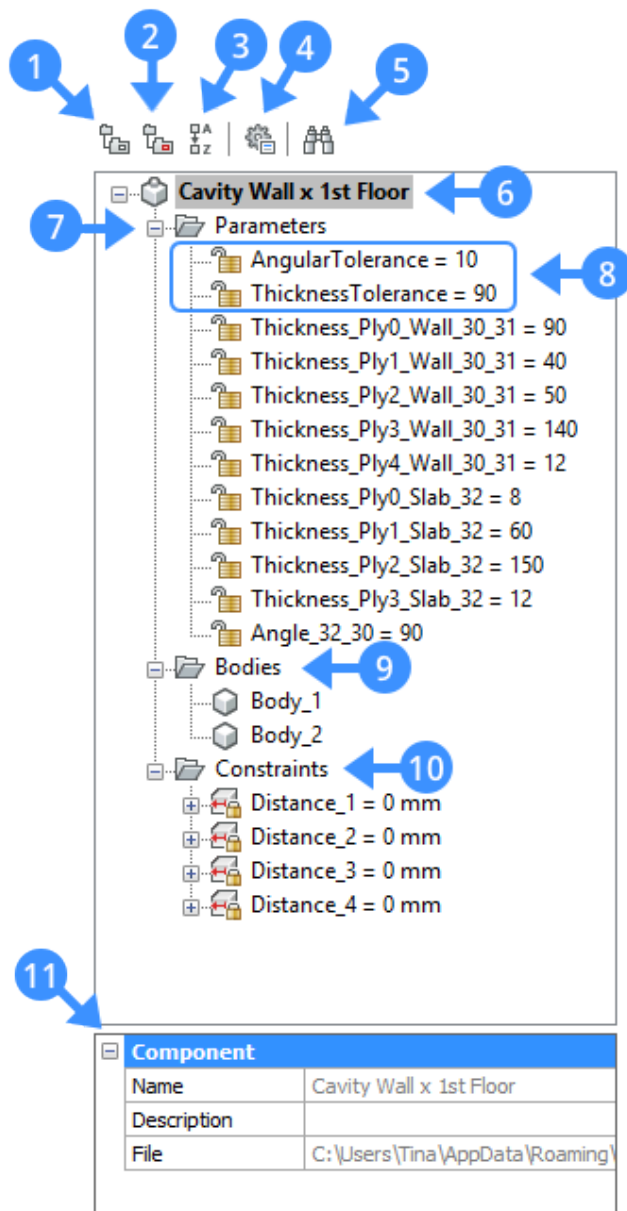 1
2
3
4
5
A
Z
Cavity Wall x 1st Floor
6
7
Parameters
AngularTolerance = 10
8
ThicknessTolerance = 90
Thickness_Ply0_Wall_30_31 = 90
Thickness_Ply1_Wall_30_31 = 40
Thickness_Ply2_Wall_30_31 = 50
Thickness_Ply3_Wall_30_31 = 140
Thickness_Ply4_Wall_30_31 = 12
Thickness_Ply0_Slab_32 = 8
Thickness_Ply1_Slab_32 = 60
Thickness_Ply2_Slab_32 = 150
Thickness_Ply3_Slab_32 = 12
Angle_32_30 = 90
Bodies
9
Body_1
Body_2
Constraints
10
Distance_1 = 0 mm
Distance_2 = 0 mm
Distance_3 = 0 mm
Distance_4 = 0 mm
11
Component
Name Cavity Wall x 1st Floor
Description
File C:\Users\Tina\AppData\Roaming\